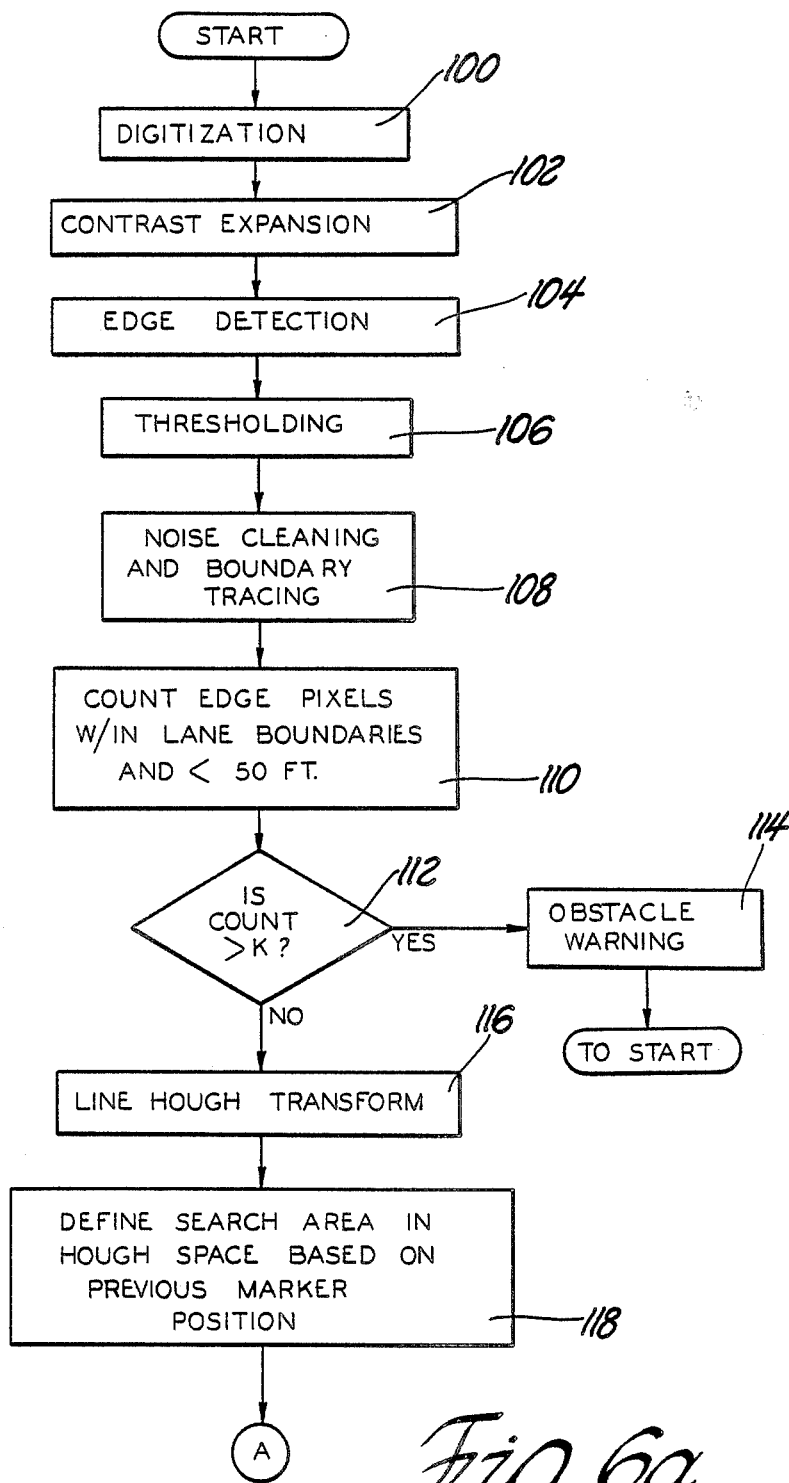 START
100
DIGITIZATION
102
CONTRAST EXPANSION
104
EDGE DETECTION
THRESHOLDING
106
NOISE CLEANING
AND BOUNDARY
TRACING
108
COUNT EDGE PIXELS
W/IN LANE BOUNDARIES
AND < 50 FT.
110
112
IS
COUNT
>K?
YES
NO
114
OBSTACLE
WARNING
TO START
116
LINE HOUGH TRANSFORM
DEFINE SEARCH AREA IN
HOUGH SPACE BASED ON
PREVIOUS MARKER
POSITION
118
A
Fig. 6a